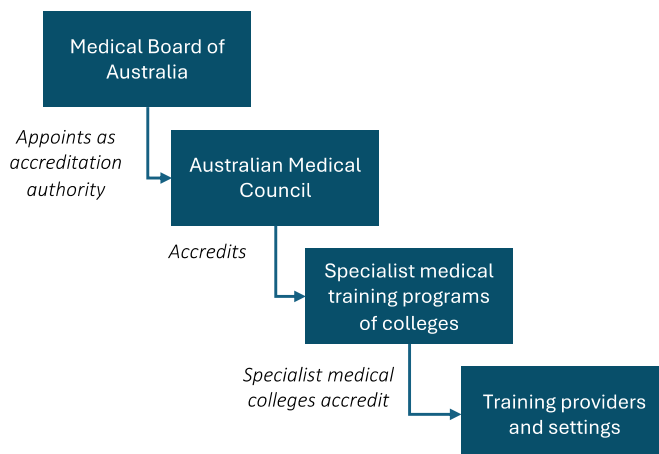 Medical Board of
Australia
Appoints as
accreditation
authority
Australian Medical
Council
Accredits
Specialist medical
training programs
of colleges
Specialist medical
colleges accredit
Training providers
and settings